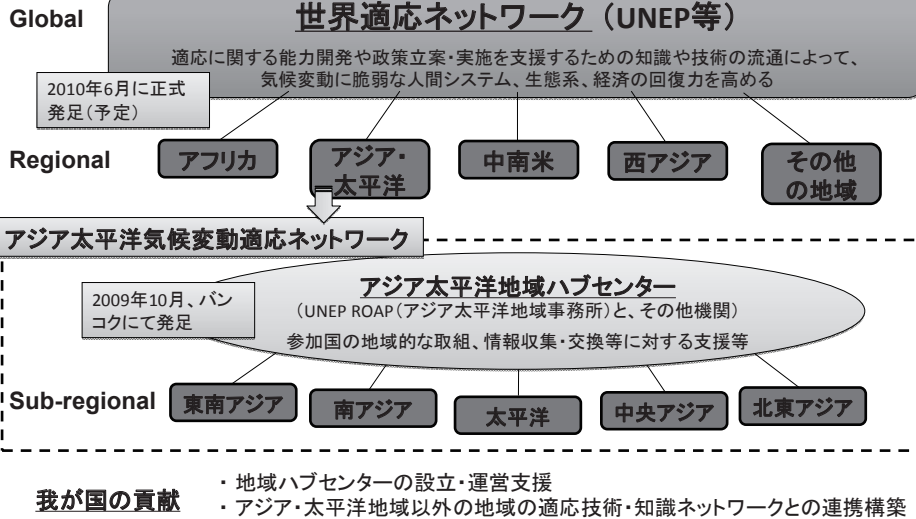 Global
世界適応ネットワーク（UNEP等）
適応に関する能力開発や政策立案・実施を支援するための知識や技術の流通によって、
気候変動に脆弱な人間システム、生態系、経済の回復力を高める
2010年6月に正式
発足（予定）
Regional
アフリカ
アジア・
太平洋
中南米
西アジア
その他
の地域
アジア太平洋気候変動適応ネットワーク
アジア太平洋地域ハブセンター
（UNEP ROAP（アジア太平洋地域事務所）と、その他機関）
参加国の地域的な取組、情報収集・交換等に対する支援等
2009年10月、バン
コクにて発足
Sub-regional
東南アジア
南アジア
太平洋
中央アジア
北東アジア
我が国の貢献
・地域ハブセンターの設立・運営支援
・アジア・太平洋地域以外の地域の適応技術・知識ネットワークとの連携構築